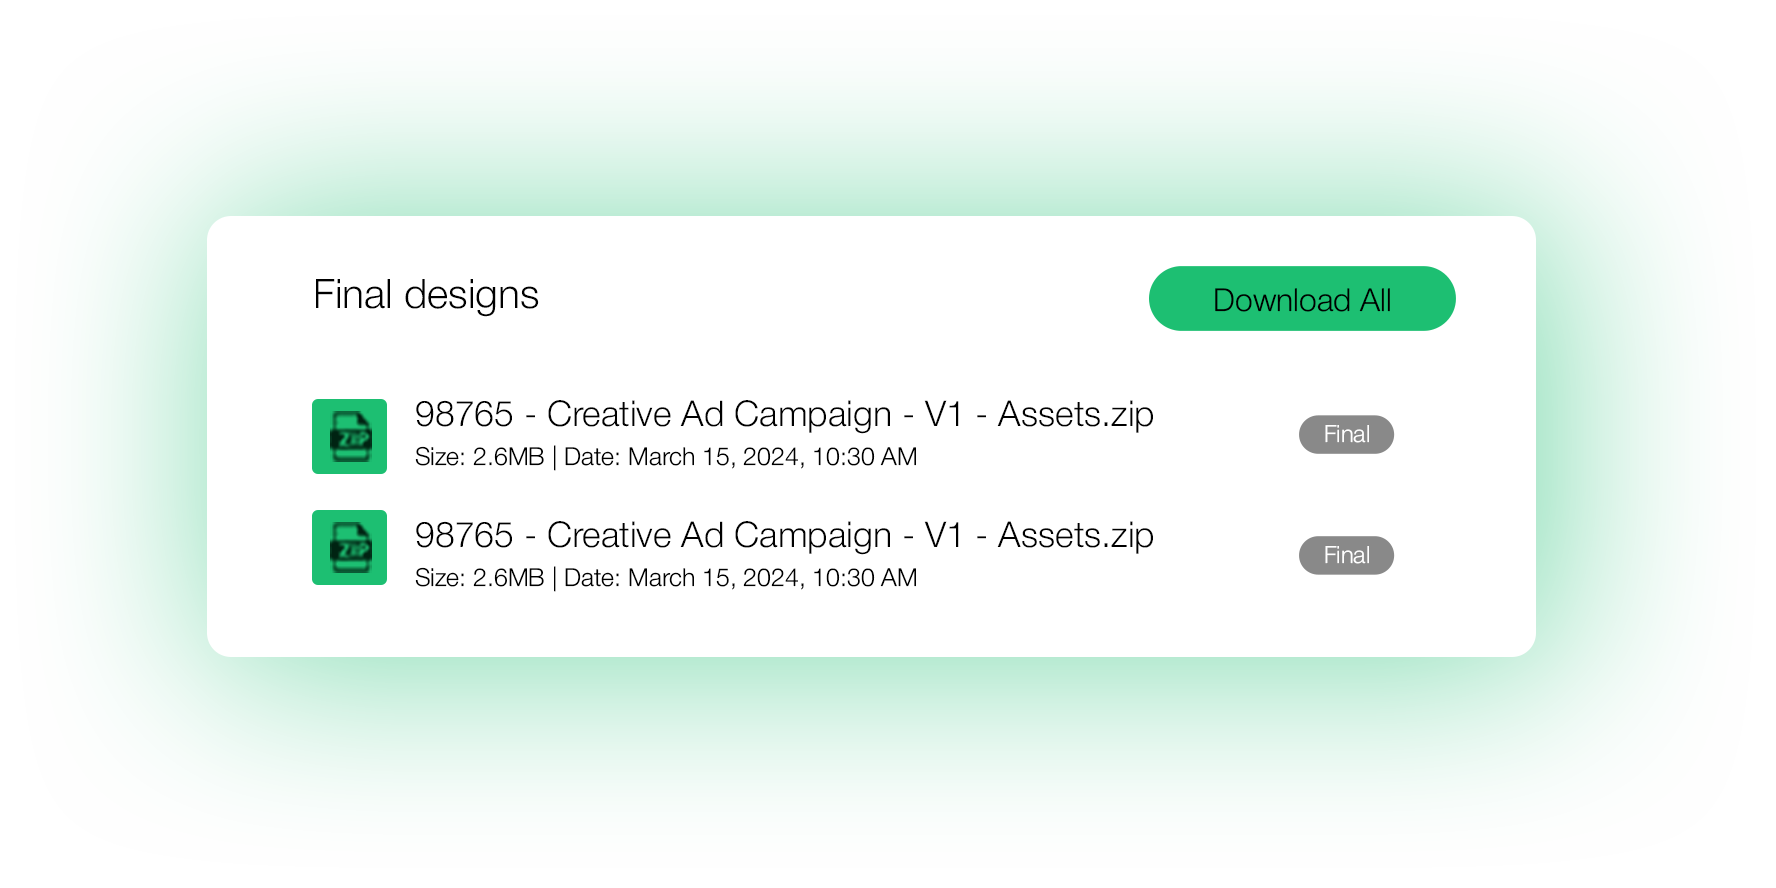 Final designs
Download All
98765 - Creative Ad Campaign - V1 - Assets.zip
Size: 2.6MB | Date: March 15, 2024, 10:30 AM
Final
ZIP
98765 - Creative Ad Campaign - V1 - Assets.zip
Size: 2.6MB | Date: March 15, 2024, 10:30 AM
Final
ZIP